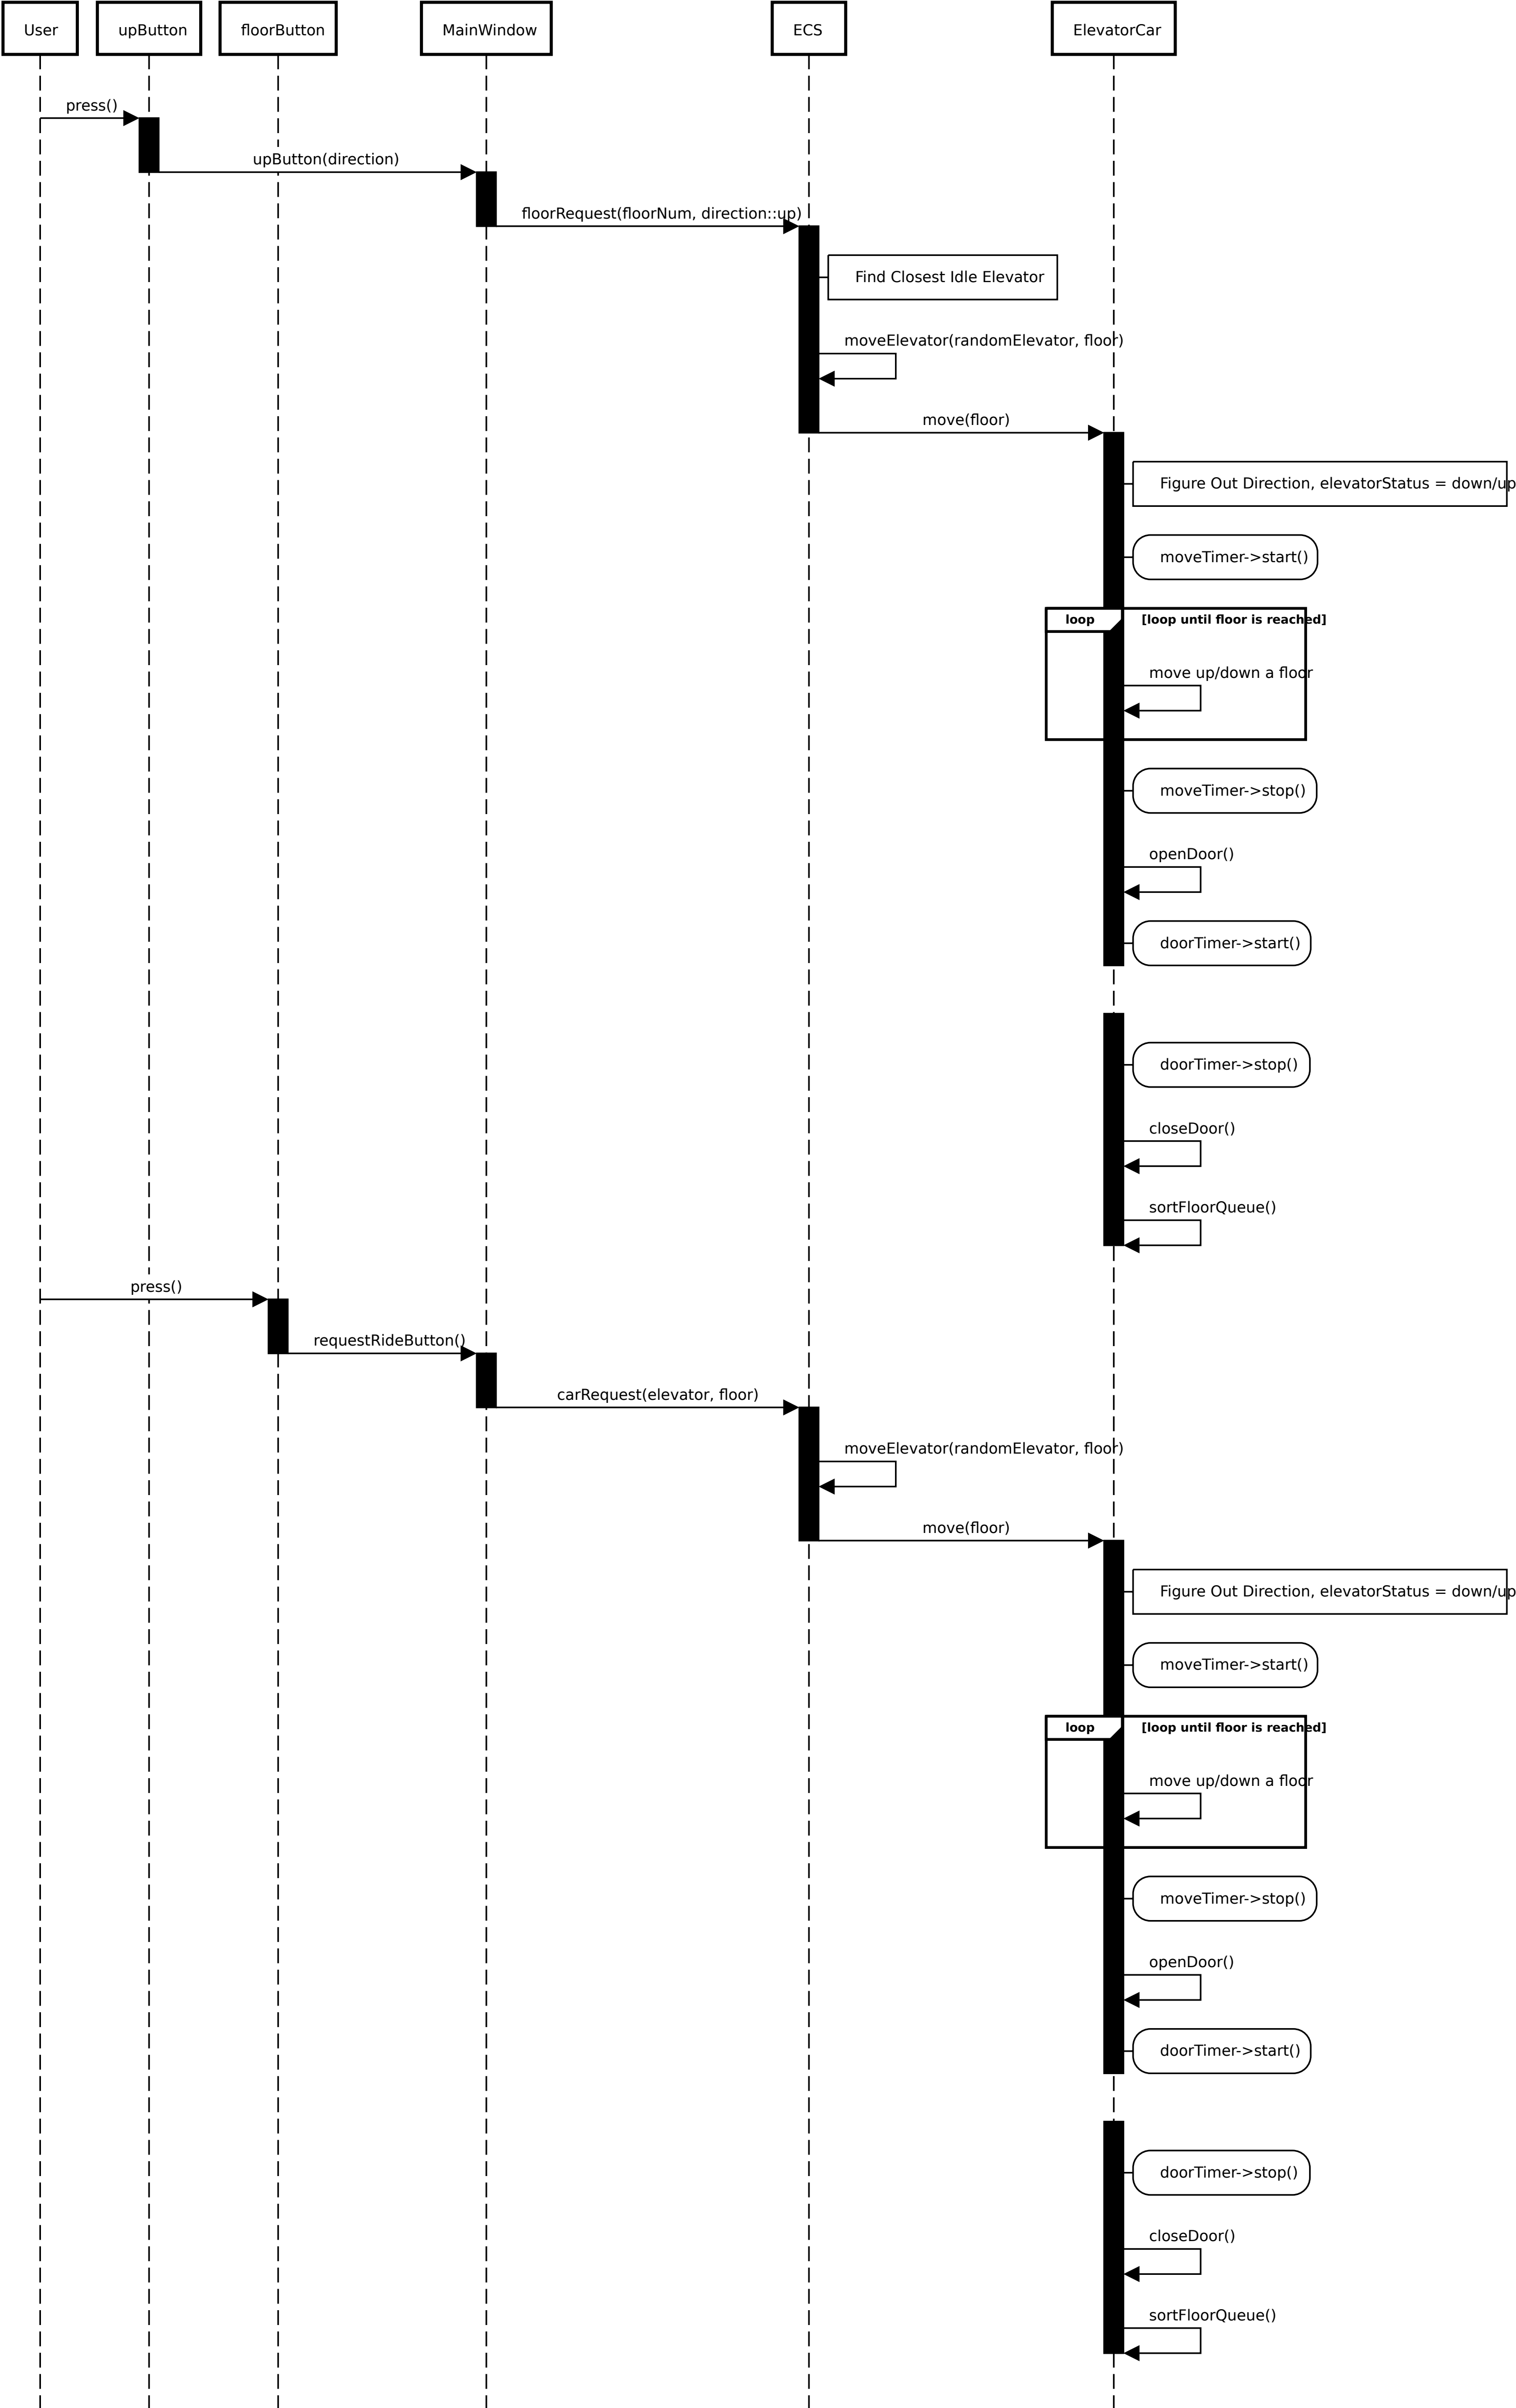 User
upButton
floorButton
MainWindow
ECS
ElevatorCar
press()
upButton(direction)
floorRequest(floorNum, direction::up)
Find Closest Idle Elevator
moveElevator(randomElevator, floor)
move(floor)
Figure Out Direction, elevatorStatus = down/up
moveTimer->start()
loop
[loop until floor is reached]
move up/down a floor
moveTimer->stop()
openDoor()
doorTimer->start()
doorTimer->stop()
closeDoor()
sortFloorQueue()
press()
requestRideButton()
carRequest(elevator, floor)
moveElevator(randomElevator, floor)
move(floor)
Figure Out Direction, elevatorStatus = down/up
moveTimer->start()
loop
[loop until floor is reached]
move up/down a floor
moveTimer->stop()
openDoor()
doorTimer->start()
doorTimer->stop()
closeDoor()
sortFloorQueue()